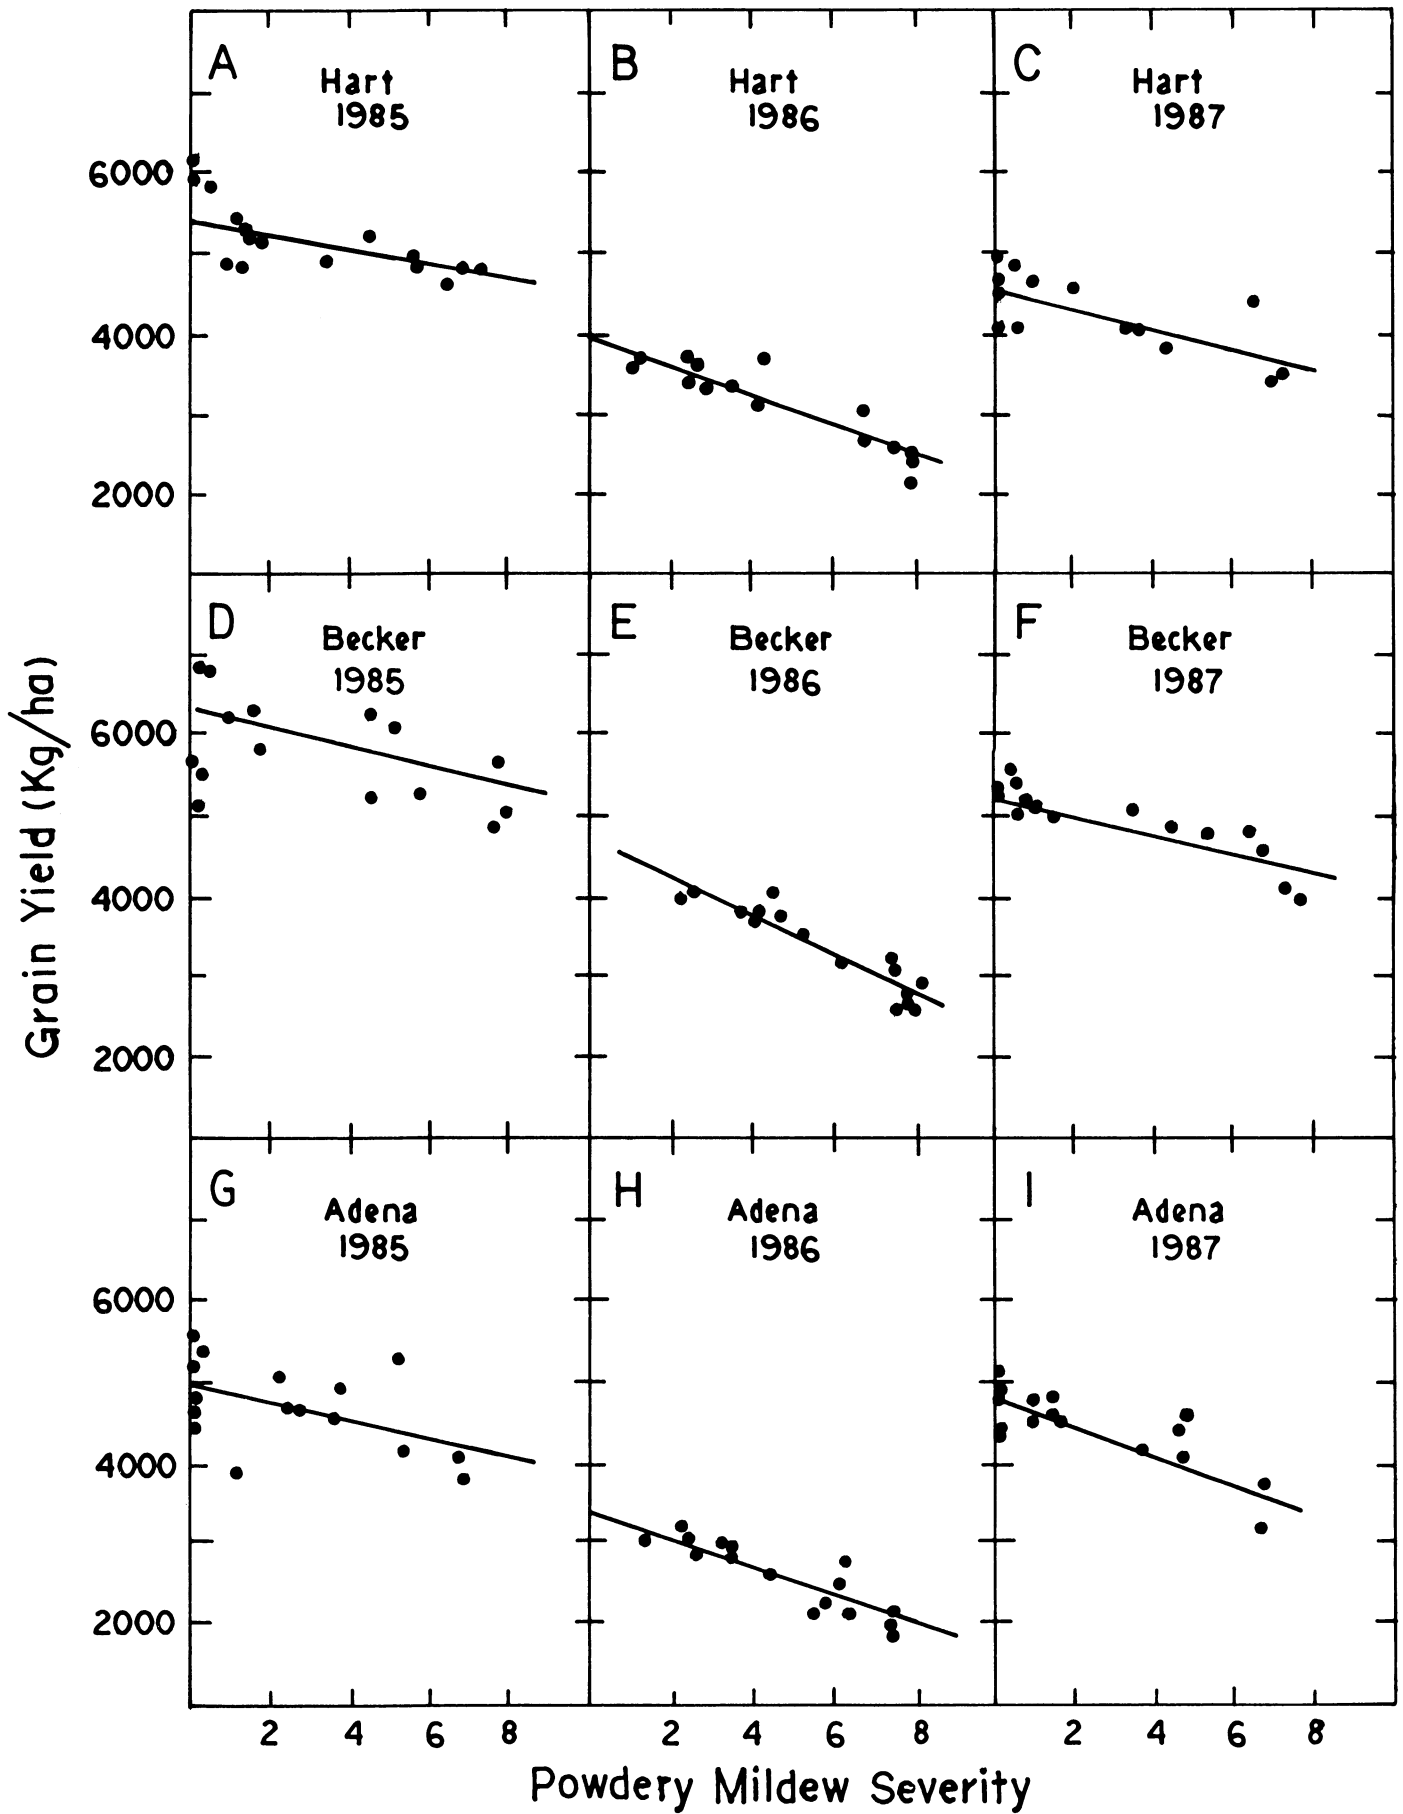 A
Hart
1985
B
Hart
1986
C
Hart
1987
6000
4000
2000
D
Becker
1985
E
Becker
1986
F
Becker
1987
6000
4000
2000
G
Adena
1985
H
Adena
1986
I
Adena
1987
6000
4000
2000
2 4 6 8 2 4 6 8 2 4 6 8
Grain Yield (Kg/ha)
Powdery Mildew Severity